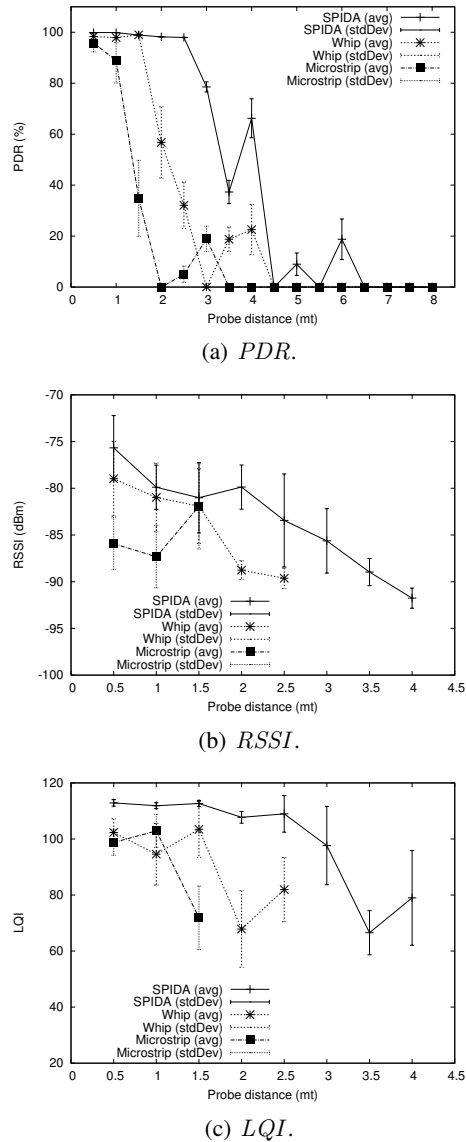 100
80
60
40
20
0
PDR (%)
SPIDA (avg)
SPIDA (stdDev)
Whip (avg)
Whip (stdDev)
Microstrip (avg)
Microstrip (stdDev)
0 1 2 3 4 5 6 7 8
Probe distance (mt)
(a) PDR.
-70
-75
-80
-85
-90
-95
-100
RSSI (dBm)
SPIDA (avg)
SPIDA (stdDev)
Whip (avg)
Whip (stdDev)
Microstrip (avg)
Microstrip (stdDev)
0.5 1 1.5 2 2.5 3 3.5 4 4.5
Probe distance (mt)
(b) RSSI.
120
100
80
60
40
20
LQI
SPIDA (avg)
SPIDA (stdDev)
Whip (avg)
Whip (stdDev)
Microstrip (avg)
Microstrip (stdDev)
0.5 1 1.5 2 2.5 3 3.5 4 4.5
Probe distance (mt)
(c) LQI.